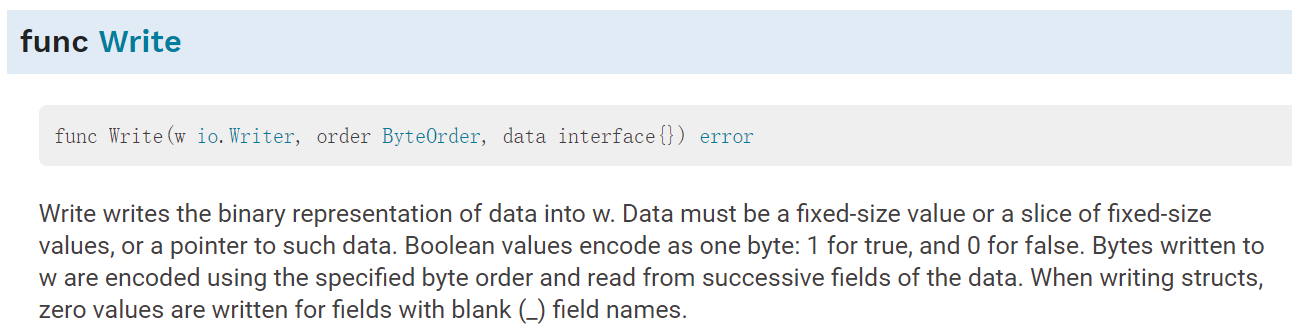 func Write
func Write(w io.Writer, order ByteOrder, data interface{}) error
Write writes the binary representation of data into w. Data must be a fixed-size value or a slice of fixed-size
values, or a pointer to such data. Boolean values encode as one byte: 1 for true, and 0 for false. Bytes written to
w are encoded using the specified byte order and read from successive fields of the data. When writing structs,
zero values are written for fields with blank (_) field names.